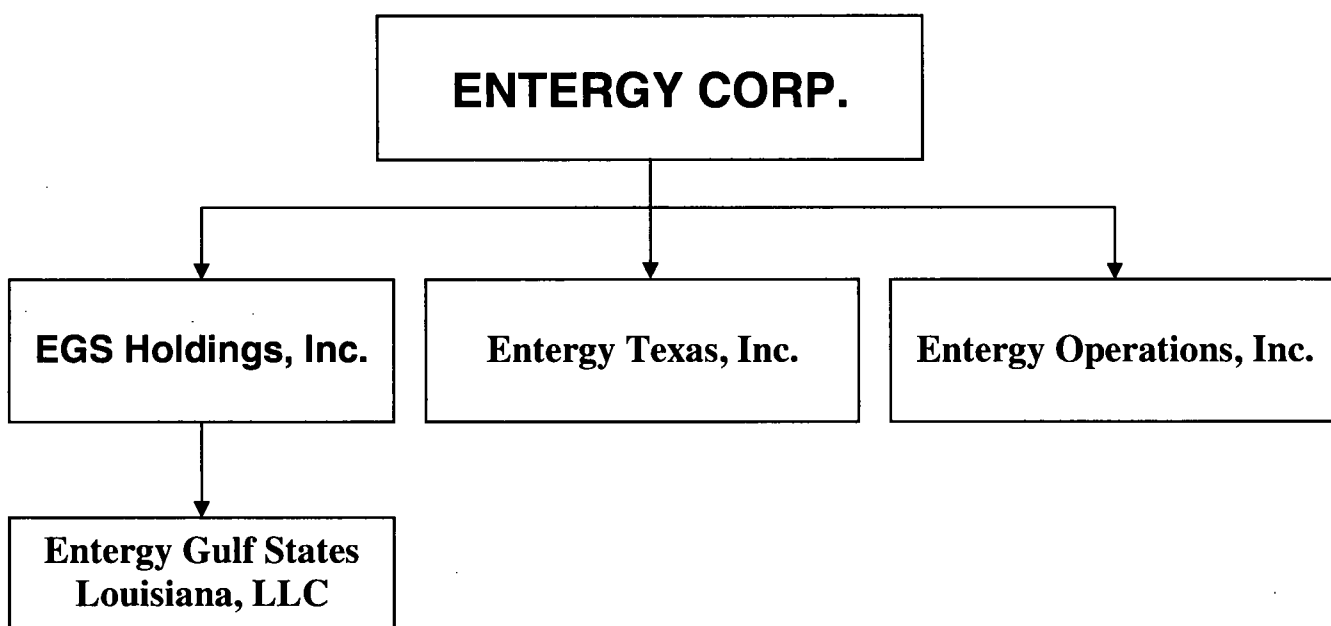 ENTERGY CORP.
EGS Holdings, Inc.
Entergy Texas, Inc.
Entergy Operations, Inc.
Entergy Gulf States
Louisiana, LLC